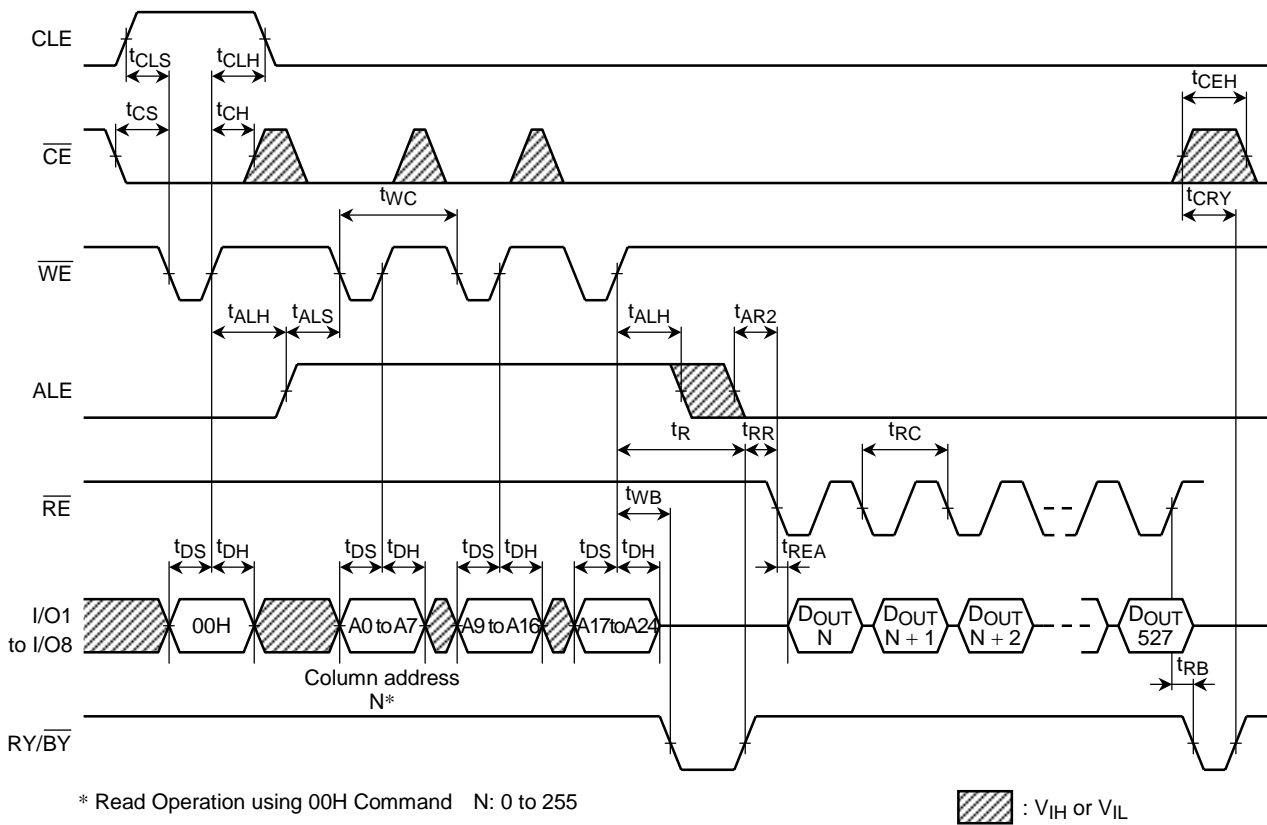 CLE
tCLS
tCLH
tCEH
tCS
tCH
CE
tWC
tCRY
WE
tALH
tALS
tALH
tAR2
ALE
tR
tRR
tRC
RE
tWB
tREA
tDS
tDH
tDS
tDH
tDS
tDH
tDS
tDH
I/O1
to I/O8
00H
A0 to A7
A9 to A16
A17 to A24
DOUT
N
DOUT
N + 1
DOUT
N + 2
DOUT
527
tRB
Column address
N*
RY/BY
* Read Operation using 00H Command N: 0 to 255
: VIH or VIL